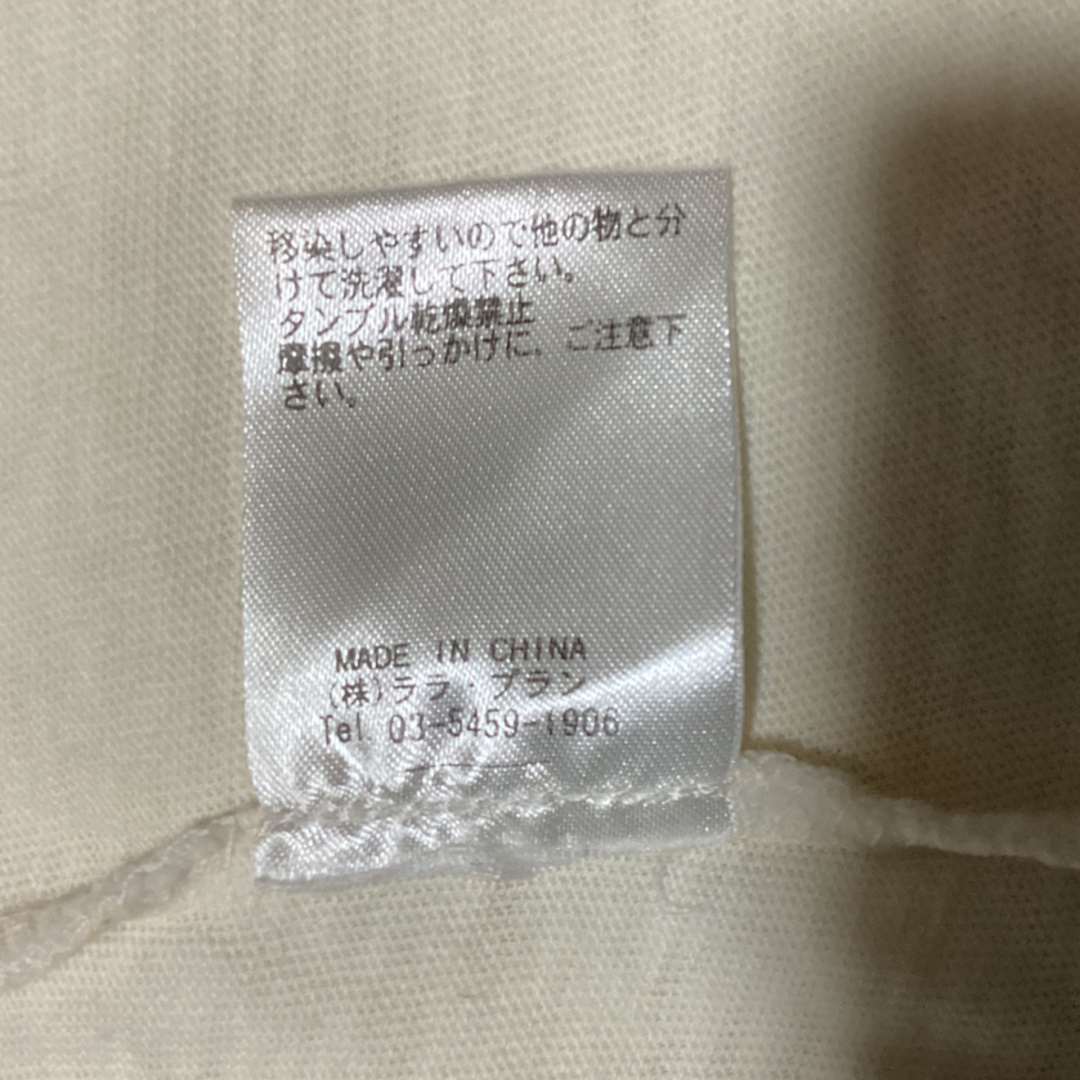 移染しやすいので他の物と分
けて洗濯して下さい。
タンブル乾燥禁止
摩擦や引っかけに、ご注意下
さい。
MADE IN CHINA
(株)ララ・プラン
Tel 03-5459-1906